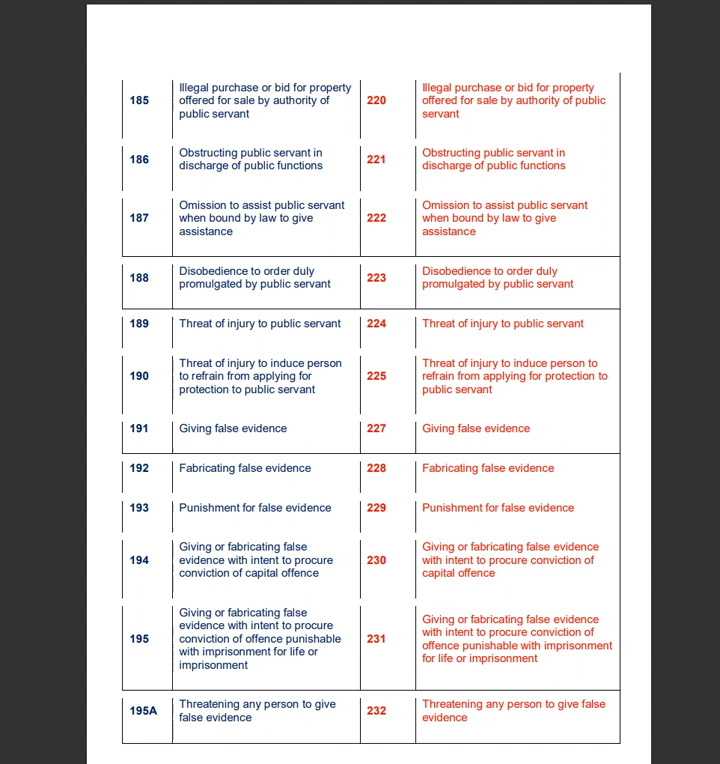 185 Illegal purchase or bid for property offered for sale by authority of public servant 220 Illegal purchase or bid for property offered for sale by authority of public servant
186 Obstructing public servant in discharge of public functions 221 Obstructing public servant in discharge of public functions
187 Omission to assist public servant when bound by law to give assistance 222 Omission to assist public servant when bound by law to give assistance
188 Disobedience to order duly promulgated by public servant 223 Disobedience to order duly promulgated by public servant
189 Threat of injury to public servant 224 Threat of injury to public servant
190 Threat of injury to induce person to refrain from applying for protection to public servant 225 Threat of injury to induce person to refrain from applying for protection to public servant
191 Giving false evidence 227 Giving false evidence
192 Fabricating false evidence 228 Fabricating false evidence
193 Punishment for false evidence 229 Punishment for false evidence
194 Giving or fabricating false evidence with intent to procure conviction of capital offence 230 Giving or fabricating false evidence with intent to procure conviction of capital offence
195 Giving or fabricating false evidence with intent to procure conviction of offence punishable with imprisonment for life or imprisonment 231 Giving or fabricating false evidence with intent to procure conviction of offence punishable with imprisonment for life or imprisonment
195A Threatening any person to give false evidence 232 Threatening any person to give false evidence